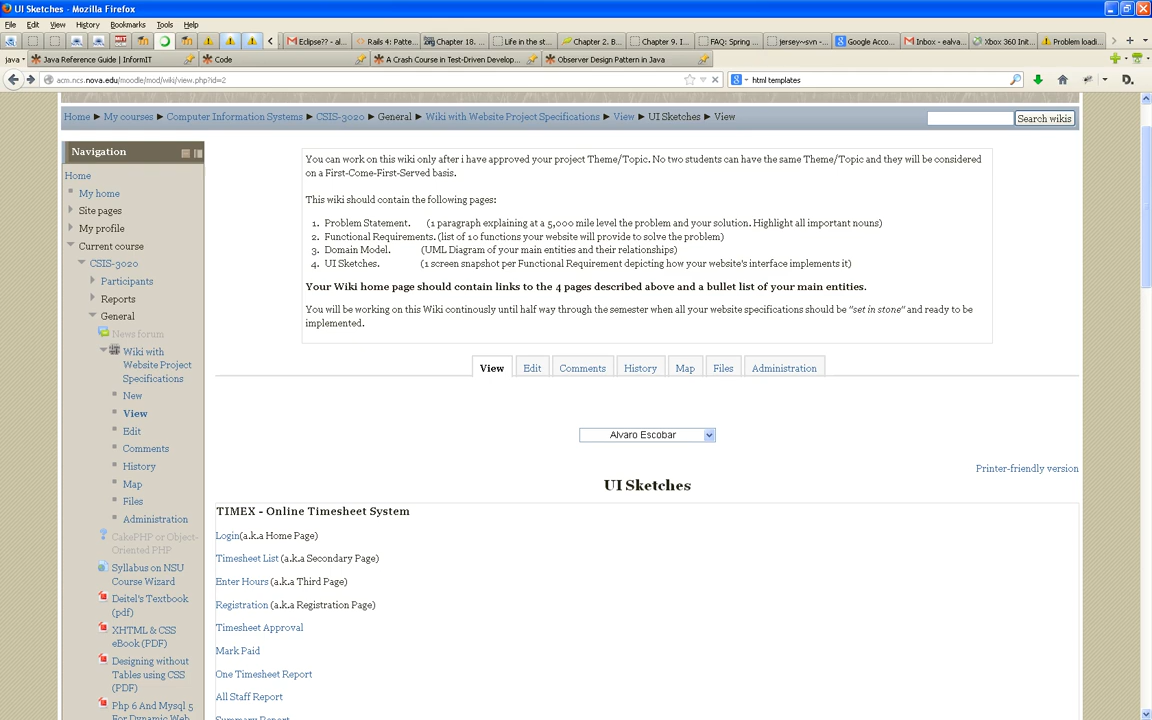 UI Sketches - Mozilla Firefox
File Edit View History Bookmarks Tools Help
Eclipse?? - al... Rails 4: Patte... Chapter 18. ... Life in the st... Chapter 2. B... Chapter 9. I... FAQ: Spring ... jersey~svn -... Google Acco... Inbox - ealva... Xbox 360 Init... Problem loadi...
java Java Reference Guide | InformIT Code A Crash Course in Test-Driven Develop... Observer Design Pattern in Java
acm.ncs.nova.edu/moodle/mod/wiki/view.php?id=2 html templates
Home ► My courses ► Computer Information Systems ► CSIS-3020 ► General ► Wiki with Website Project Specifications ► View ► UI Sketches ► View Search wikis
Navigation
Home
My home
Site pages
My profile
Current course
CSIS-3020
Participants
Reports
General
News forum
Wiki with
Website Project
Specifications
New
View
Edit
Comments
History
Map
Files
Administration
CakePHP or Object-
Oriented PHP
Syllabus on NSU
Course Wizard
Deitel's Textbook
(pdf)
XHTML & CSS
eBook (PDF)
Designing without
Tables using CSS
(PDF)
Php 6 And Mysql 5
For Dynamic Web
You can work on this wiki only after i have approved your project Theme/Topic. No two students can have the same Theme/Topic and they will be considered
on a First-Come-First-Served basis.
This wiki should contain the following pages:
1. Problem Statement. (1 paragraph explaining at a 5,000 mile level the problem and your solution. Highlight all important nouns)
2. Functional Requirements. (list of 10 functions your website will provide to solve the problem)
3. Domain Model. (UML Diagram of your main entities and their relationships)
4. UI Sketches. (1 screen snapshot per Functional Requirement depicting how your website's interface implements it)
Your Wiki home page should contain links to the 4 pages described above and a bullet list of your main entities.
You will be working on this Wiki continously until half way through the semester when all your website specifications should be "set in stone" and ready to be
implemented.
View Edit Comments History Map Files Administration
Alvaro Escobar
Printer-friendly version
UI Sketches
TIMEX - Online Timesheet System
Login(a.k.a Home Page)
Timesheet List (a.k.a Secondary Page)
Enter Hours (a.k.a Third Page)
Registration (a.k.a Registration Page)
Timesheet Approval
Mark Paid
One Timesheet Report
All Staff Report
Summary Report